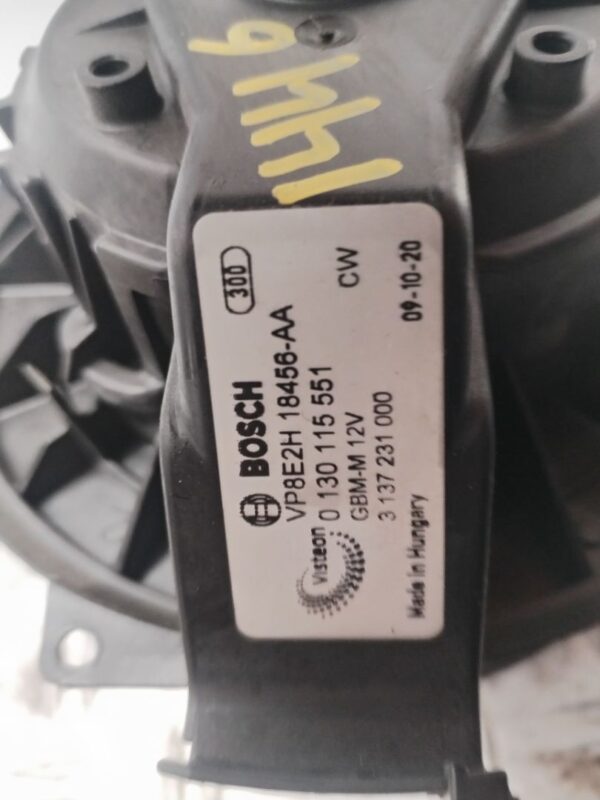 1446
300
BOSCH
VP8E2H 18456-AA
CW
0 130 115 551
Visteon
GBM-M 12V
3 137 231 000
09-10-20
Made in Hungary